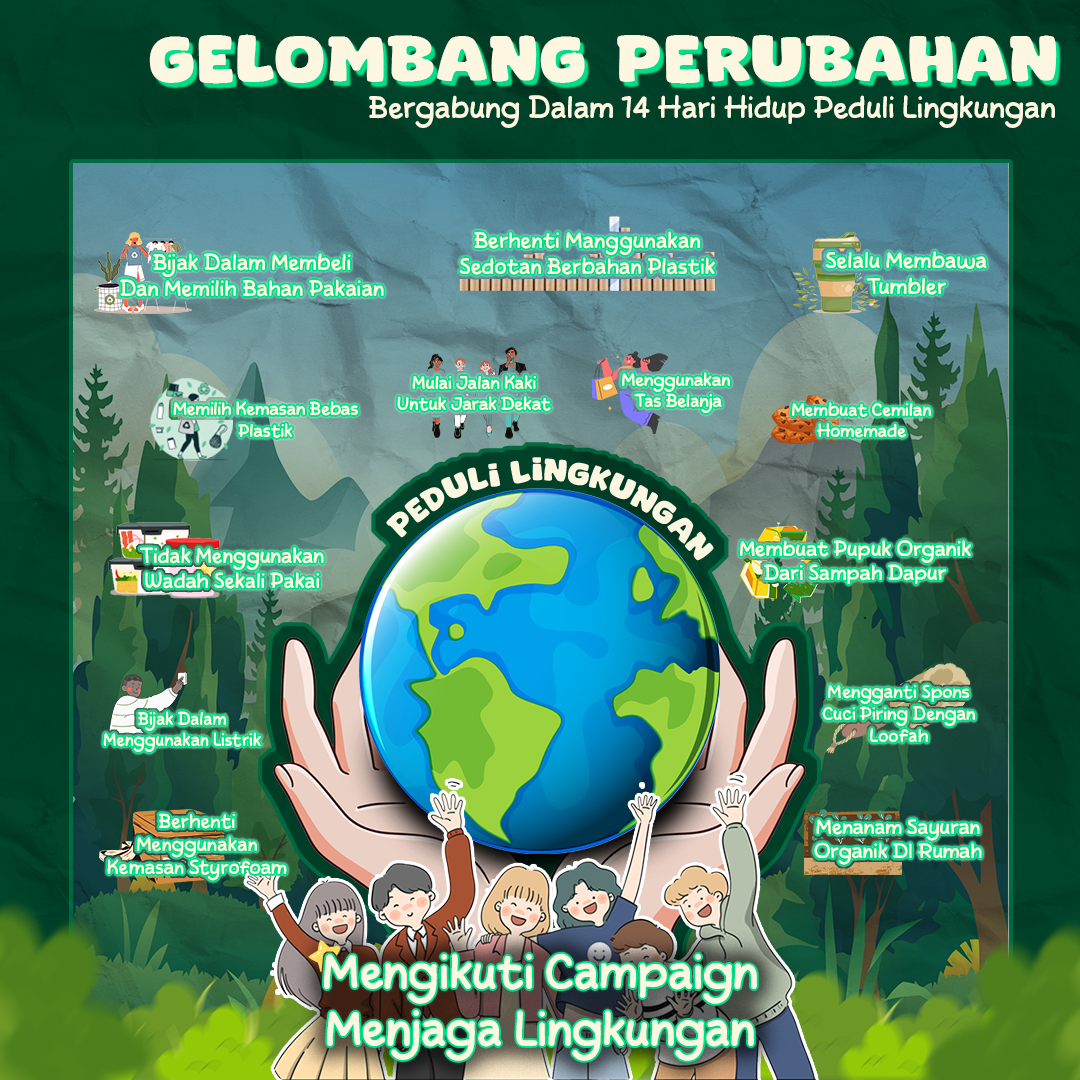 GELOMBANG PERUBAHAN
Bergabung Dalam 14 Hari Hidup Peduli Lingkungan
Bijak Dalam Membeli
Dan Memilih Bahan Pakaian
Berhenti Manggunakan
Sedotan Berbahan Plastik
Selalu Membawa
Tumbler
Memilih Kemasan Bebas
Plastik
Mulai Jalan Kaki
Untuk Jarak Dekat
Menggunakan
Tas Belanja
Membuat Cemilan
Homemade
PEDULi LiNGKUNGAN
Tidak Menggunakan
Wadah Sekali Pakai
Membuat Pupuk Organik
Dari Sampah Dapur
Bijak Dalam
Menggunakan Listrik
Mengganti Spons
Cuci Piring Dengan
Loofah
Berhenti
Menggunakan
Kemasan Styrofoam
Menanam Sayuran
Organik DI Rumah
Mengikuti Campaign
Menjaga Lingkungan